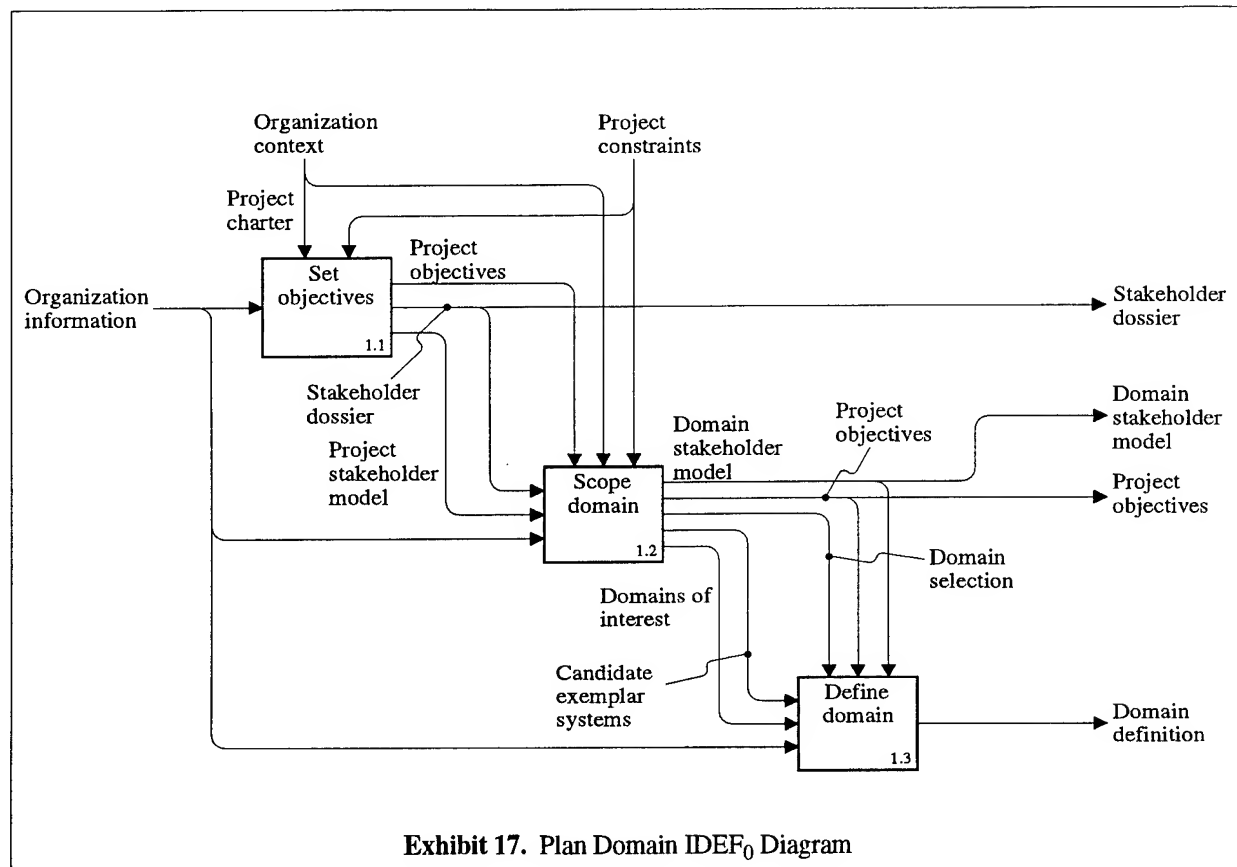 Organization
context
Project
constraints
Project
charter
Set
objectives
1.1
Project
objectives
Organization
information
Stakeholder
dossier
Stakeholder
dossier
Project
stakeholder
model
Domain
stakeholder
model
Project
objectives
Domain
stakeholder
model
Project
objectives
Scope
domain
1.2
Domain
selection
Domains of
interest
Candidate
exemplar
systems
Define
domain
1.3
Domain
definition
Exhibit 17. Plan Domain IDEF0 Diagram